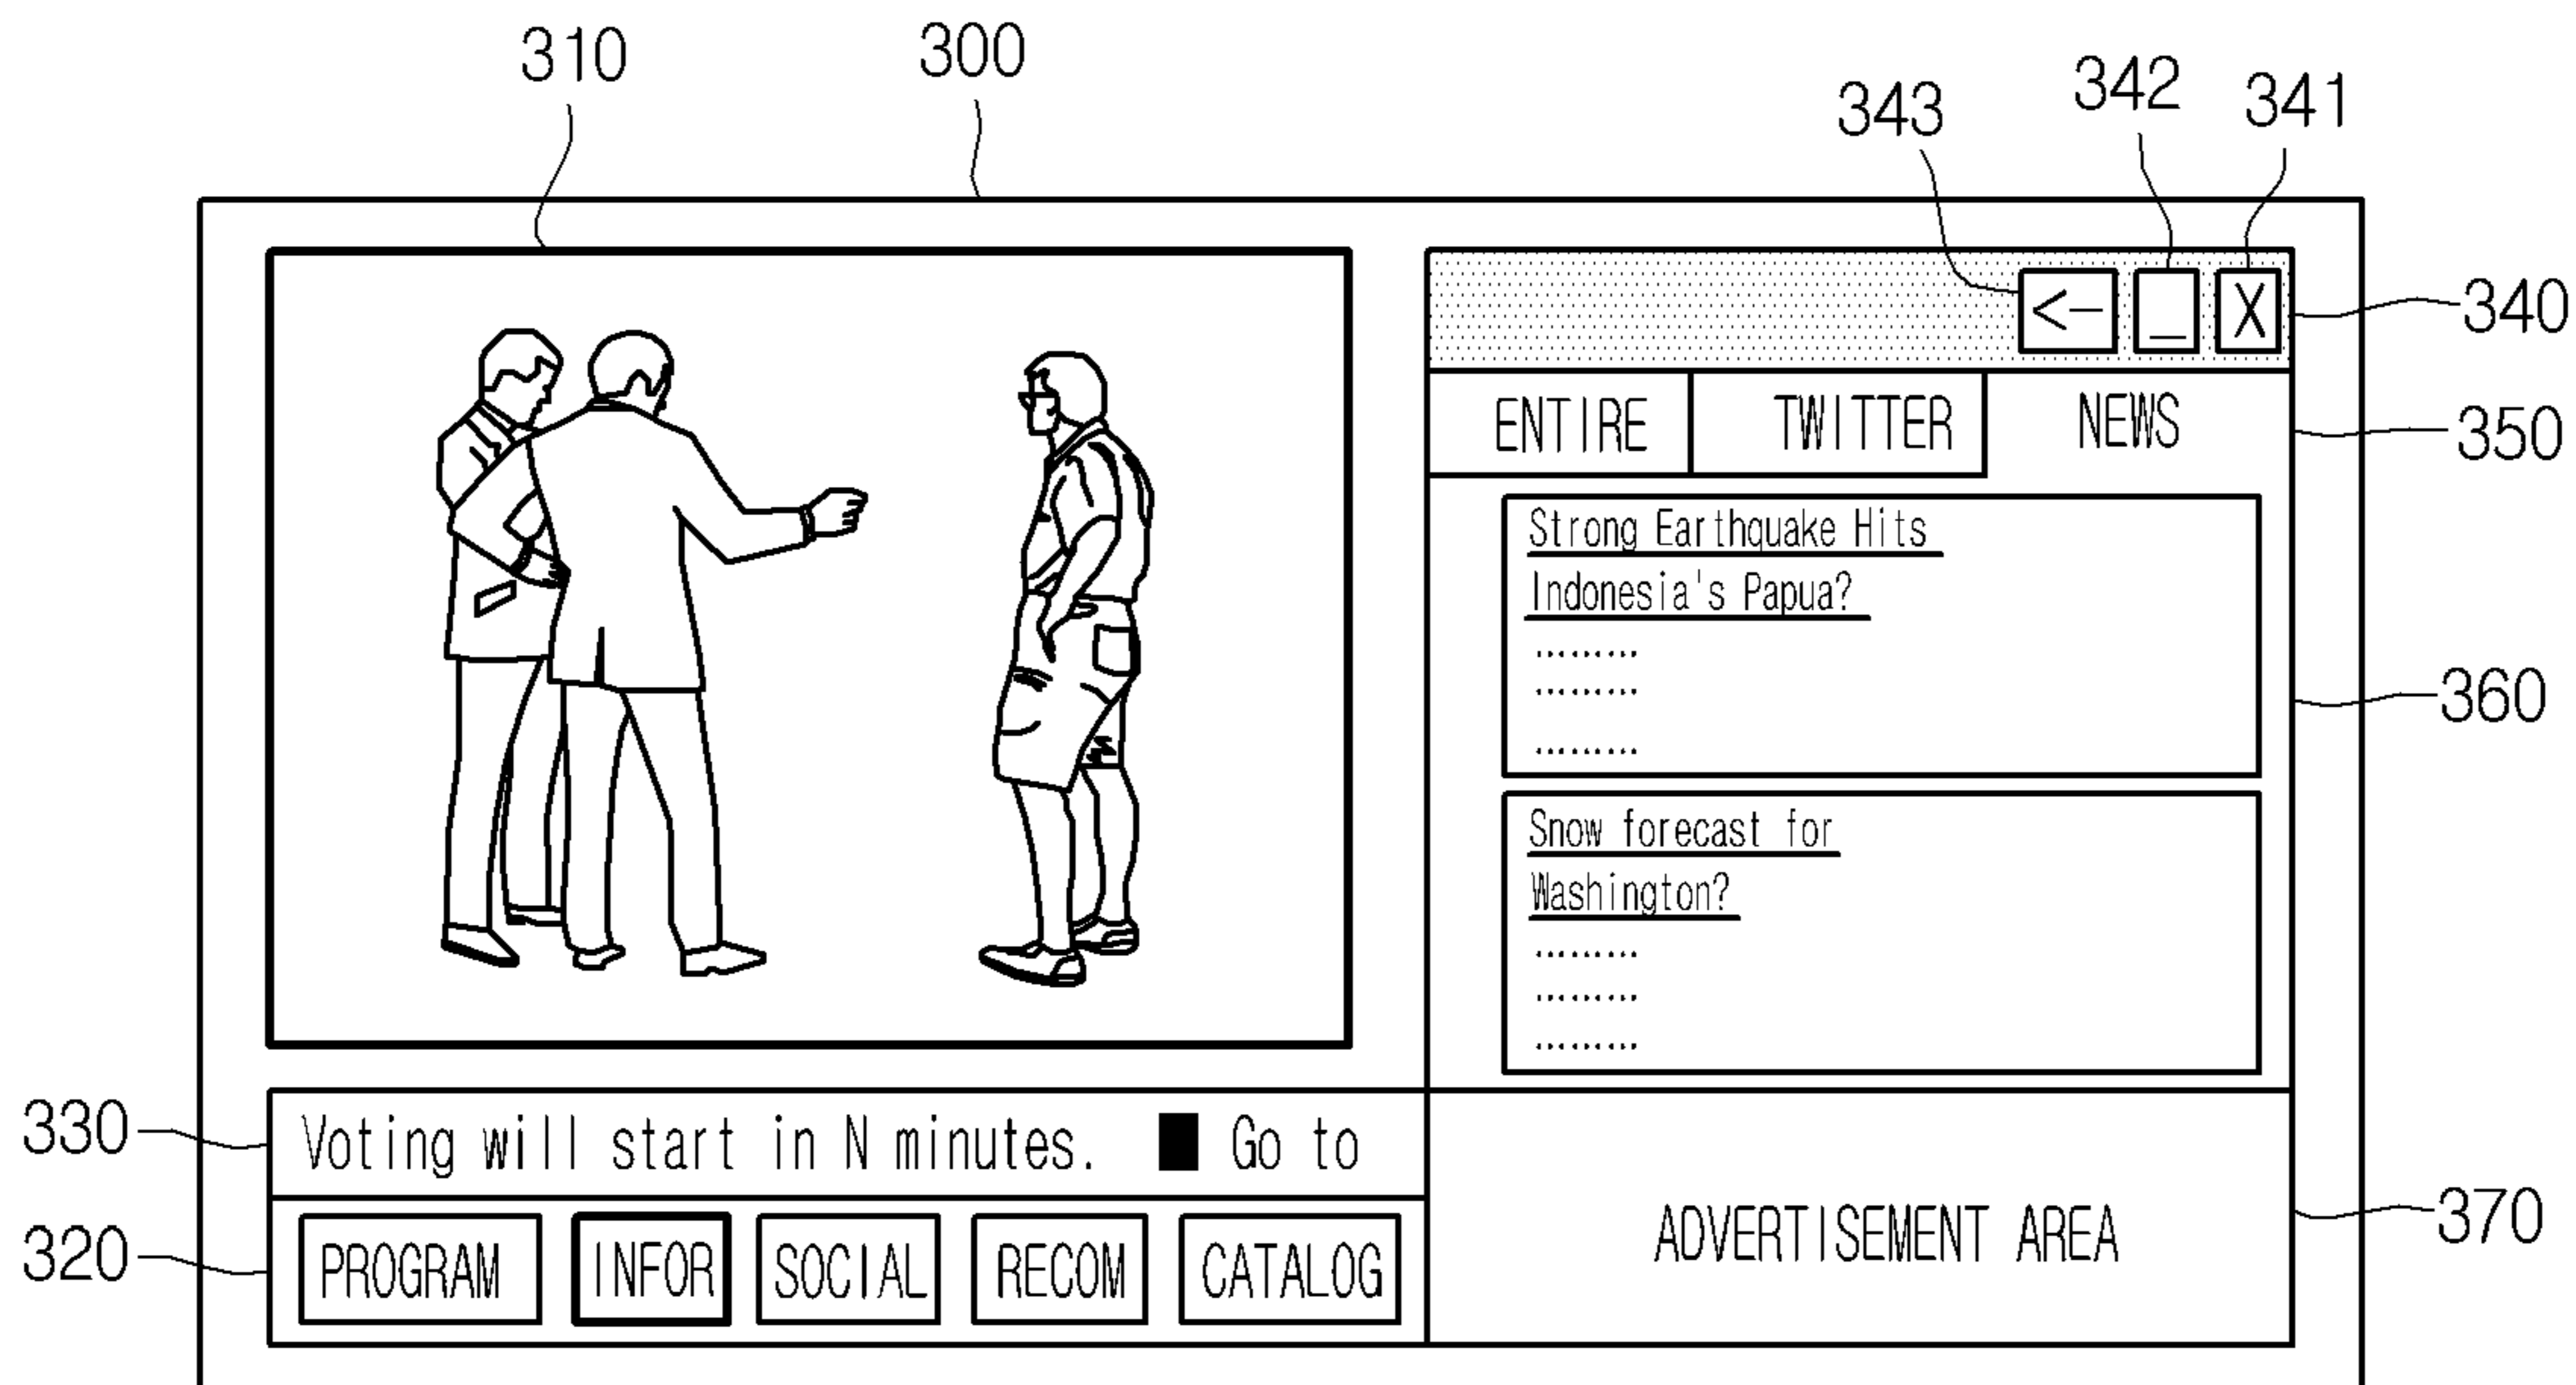 310
300
343
342
341
<-
_
X
340
ENTIRE TWITTER NEWS
350
Strong Earthquake Hits
Indonesia's Papua?
.........
.........
.........
360
Snow forecast for
Washington?
.........
.........
.........
330
Voting will start in N minutes. ■ Go to
320
PROGRAM INFOR SOCIAL RECOM CATALOG
ADVERTISEMENT AREA
370